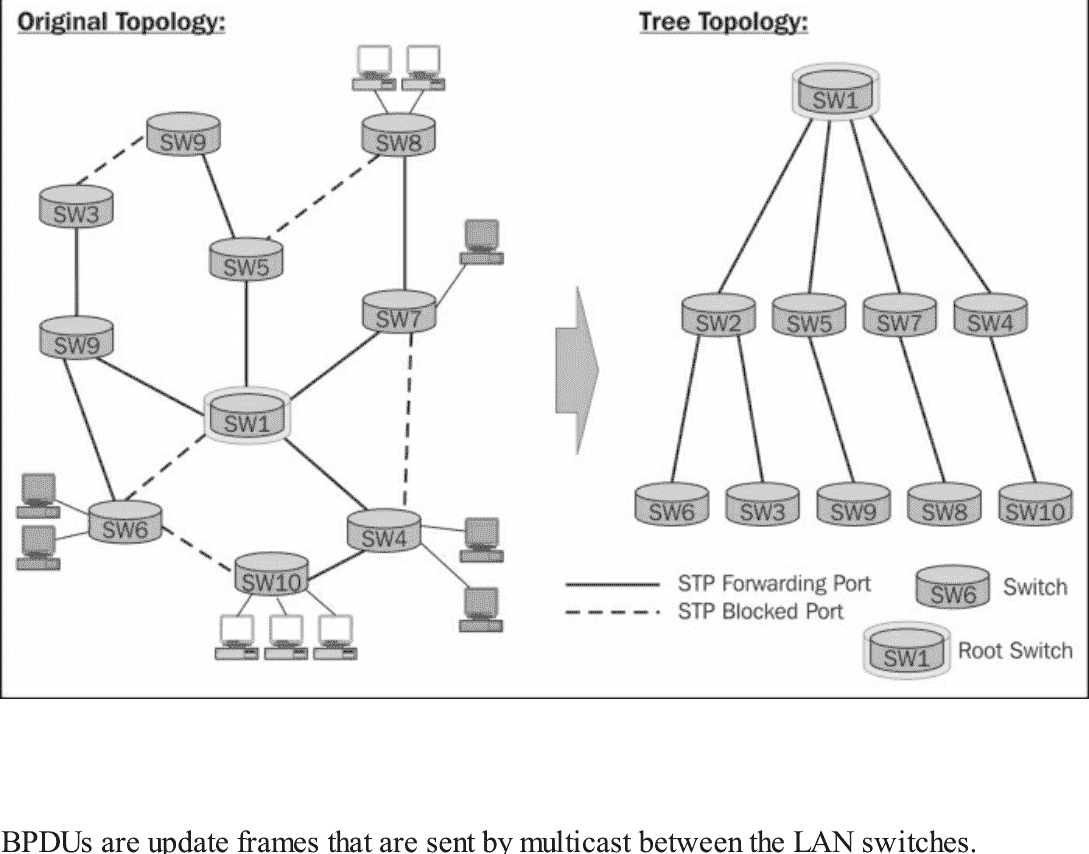 Original Topology:
SW9
SW8
SW3
SW5
SW7
SW9
SW1
SW6
SW4
SW10
Tree Topology:
SW1
SW2 SW5 SW7 SW4
SW6 SW3 SW9 SW8 SW10
STP Forwarding Port
STP Blocked Port
SW6 Switch
SW1 Root Switch
BPDUs are update frames that are sent by multicast between the LAN switches.